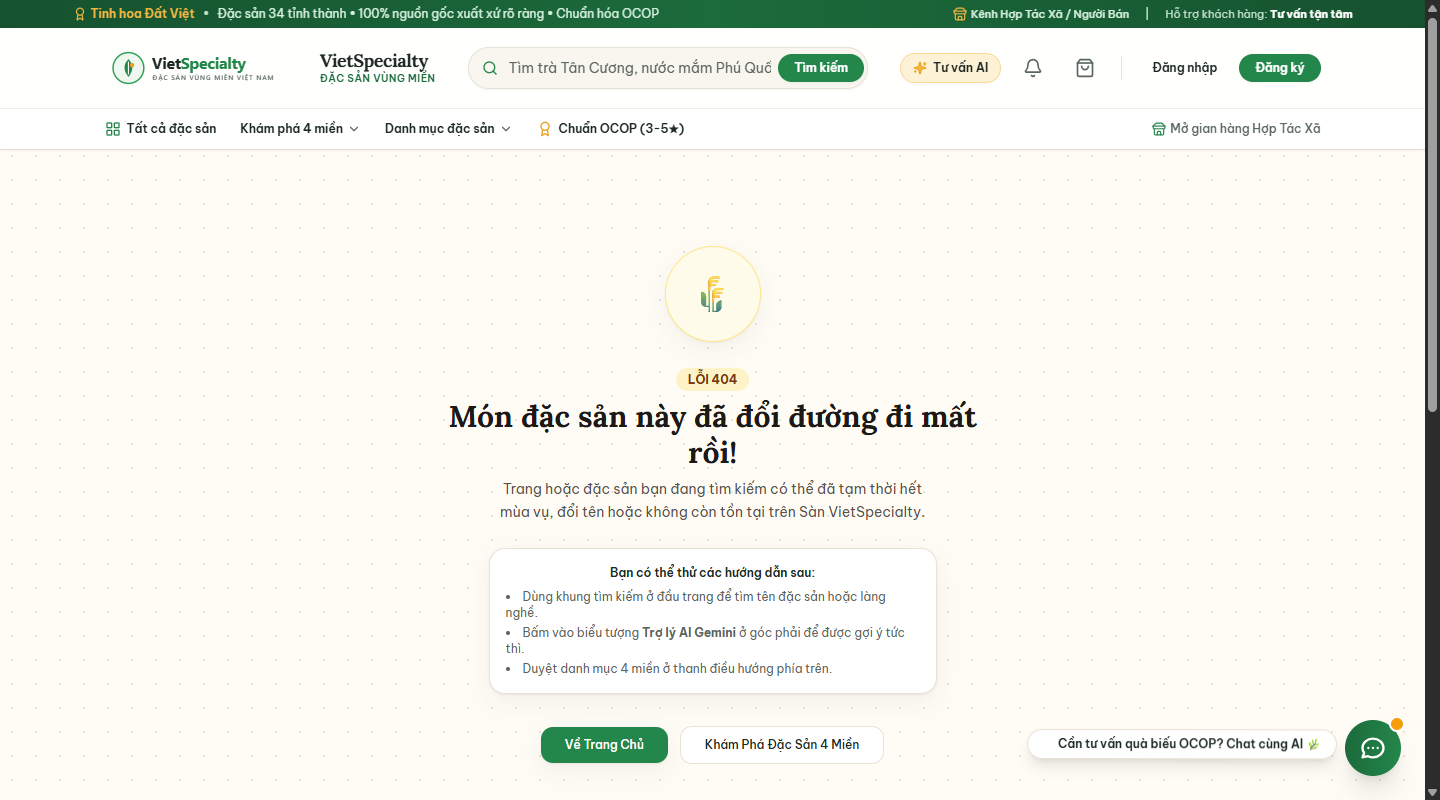 Tinh hoa Đất Việt • Đặc sản 34 tỉnh thành • 100% nguồn gốc xuất xứ rõ ràng • Chuẩn hóa OCOP
Kênh Hợp Tác Xã / Người Bán | Hỗ trợ khách hàng: Tư vấn tận tâm
VietSpecialty
ĐẶC SẢN VÙNG MIỀN VIỆT NAM
VietSpecialty
ĐẶC SẢN VÙNG MIỀN
Tìm trà Tân Cương, nước mắm Phú Quố
Tìm kiếm
Tư vấn AI
Đăng nhập
Đăng ký
Tất cả đặc sản
Khám phá 4 miền
Danh mục đặc sản
Chuẩn OCOP (3-5★)
Mở gian hàng Hợp Tác Xã
LỖI 404
Món đặc sản này đã đổi đường đi mất
rồi!
Trang hoặc đặc sản bạn đang tìm kiếm có thể đã tạm thời hết
mùa vụ, đổi tên hoặc không còn tồn tại trên Sàn VietSpecialty.
Bạn có thể thử các hướng dẫn sau:
• Dùng khung tìm kiếm ở đầu trang để tìm tên đặc sản hoặc làng
nghề.
• Bấm vào biểu tượng Trợ lý AI Gemini ở góc phải để được gợi ý tức
thì.
• Duyệt danh mục 4 miền ở thanh điều hướng phía trên.
Về Trang Chủ
Khám Phá Đặc Sản 4 Miền
Cần tư vấn quà biếu OCOP? Chat cùng AI 🌿